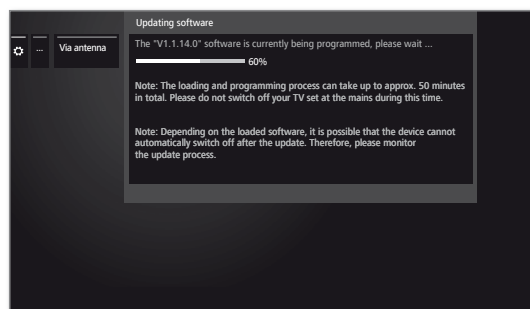 Updating software
... Via antenna
The "V1.1.14.0" software is currently being programmed, please wait ...
60%
Note: The loading and programming process can take up to approx. 50 minutes
in total. Please do not switch off your TV set at the mains during this time.
Note: Depending on the loaded software, it is possible that the device cannot
automatically switch off after the update. Therefore, please monitor
the update process.